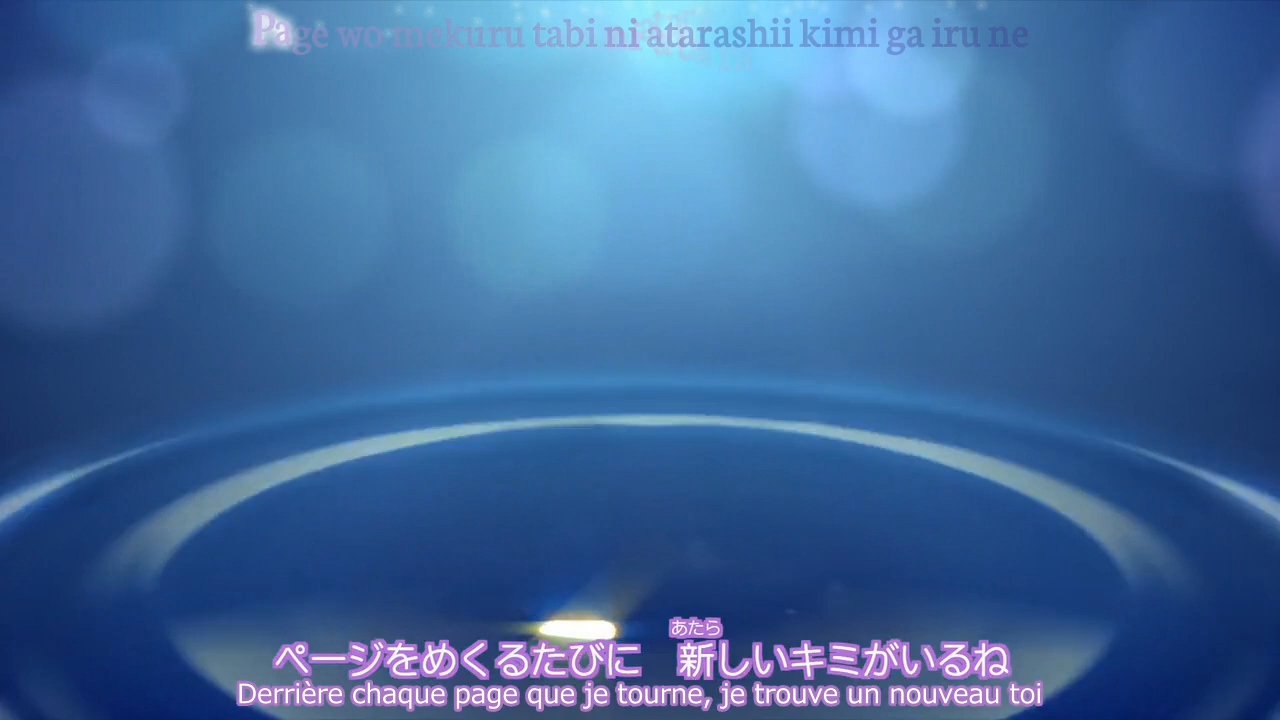 Page wo mekuru tabi ni atarashii kimi ga iru ne
あたら
ページをめくるたびに　新しいキミがいるね
Derrière chaque page que je tourne, je trouve un nouveau toi